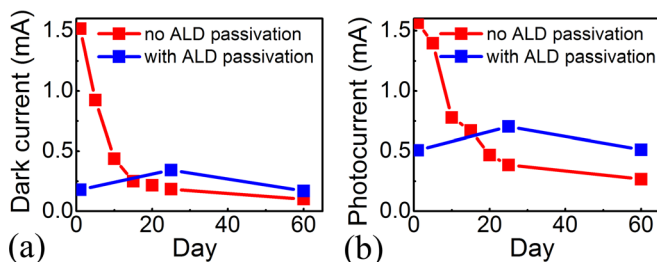 Dark current (mA)
1.5
1.0
0.5
0.0
no ALD passivation
with ALD passivation
0
20
40
60
Day
(a)
Photocurrent (mA)
1.5
1.0
0.5
0.0
no ALD passivation
with ALD passivation
0
20
40
60
Day
(b)